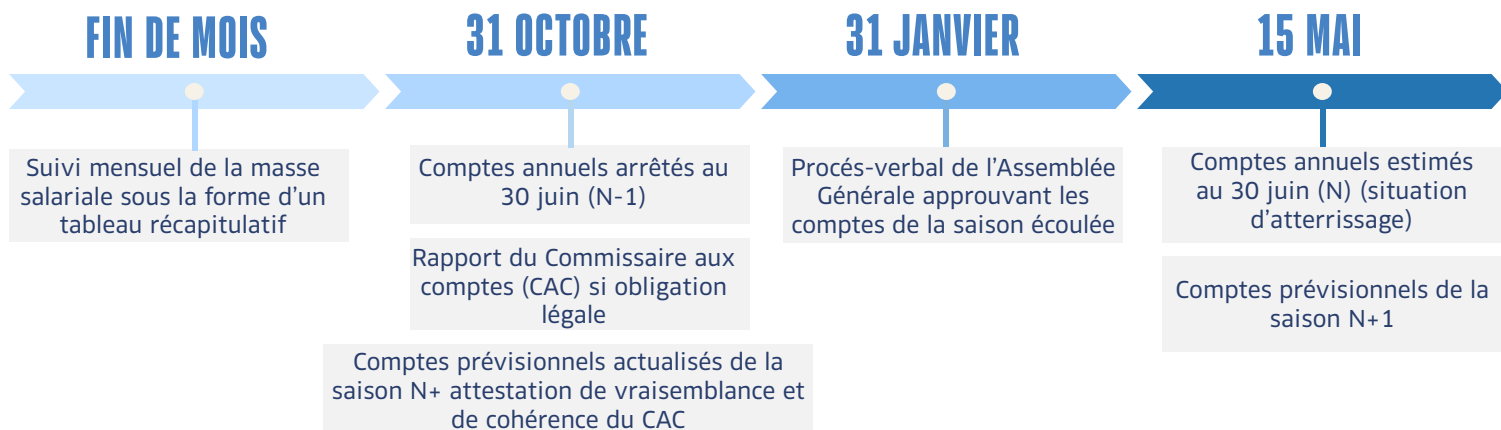 FIN DE MOIS
Suivi mensuel de la masse
salariale sous la forme d'un
tableau récapitulatif
31 OCTOBRE
Comptes annuels arrêtés au
30 juin (N-1)
Rapport du Commissaire aux
comptes (CAC) si obligation
légale
Comptes prévisionnels actualisés de la
saison N+ attestation de vraisemblance et
de cohérence du CAC
31 JANVIER
Procés-verbal de l'Assemblée
Générale approuvant les
comptes de la saison écoulée
15 MAI
Comptes annuels estimés
au 30 juin (N) (situation
d'atterrissage)
Comptes prévisionnels de la
saison N+1